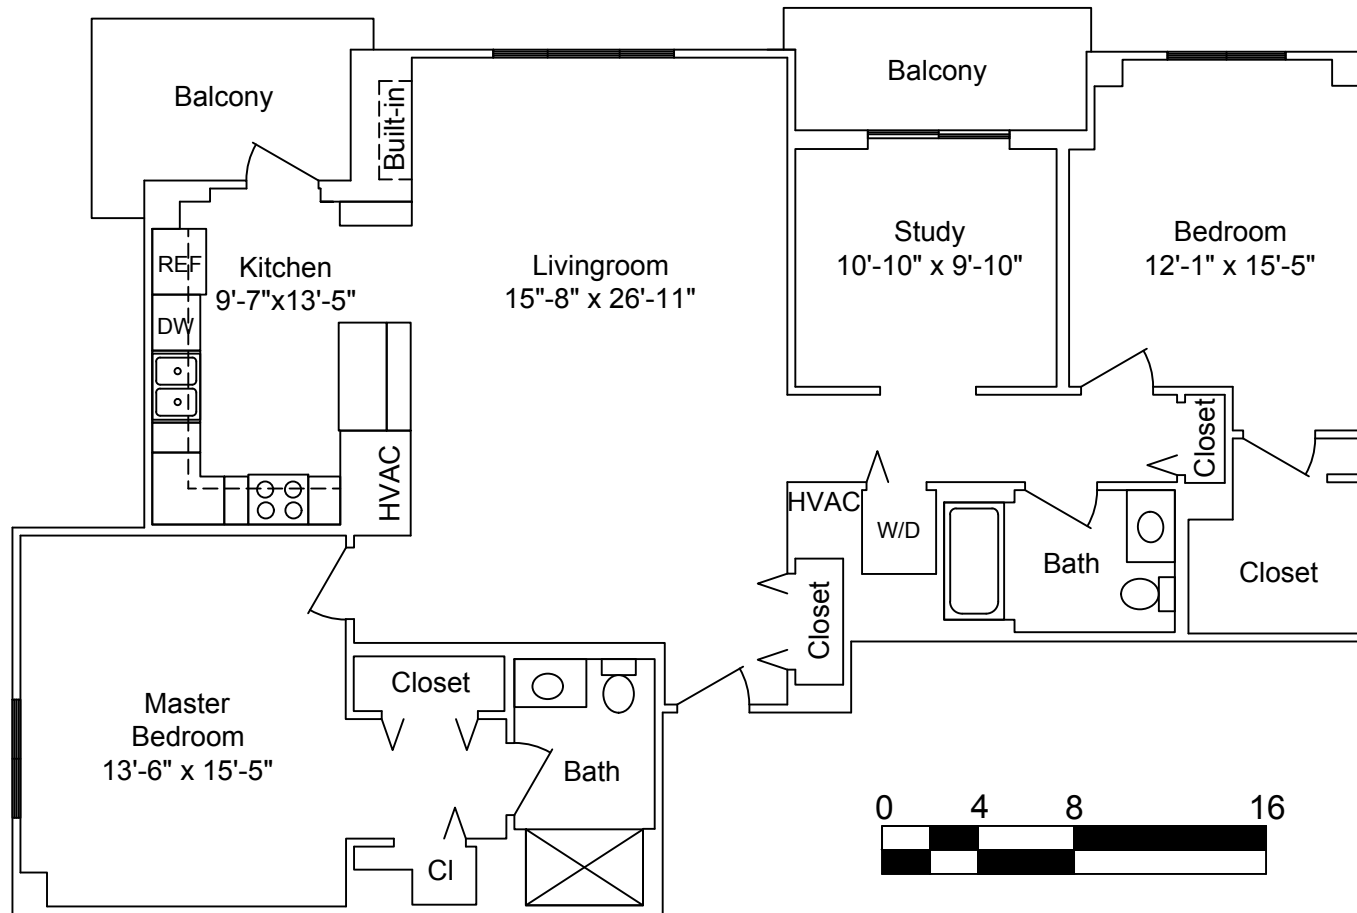 Balcony
Built-in
Balcony
REF
Kitchen
9'-7"x13'-5"
DW
HVAC
Livingroom
15"-8" x 26'-11"
Study
10'-10" x 9'-10"
Bedroom
12'-1" x 15'-5"
Closet
HVAC
W/D
Bath
Closet
Closet
Master
Bedroom
13'-6" x 15'-5"
Closet
Bath
Cl
0 4 8 16